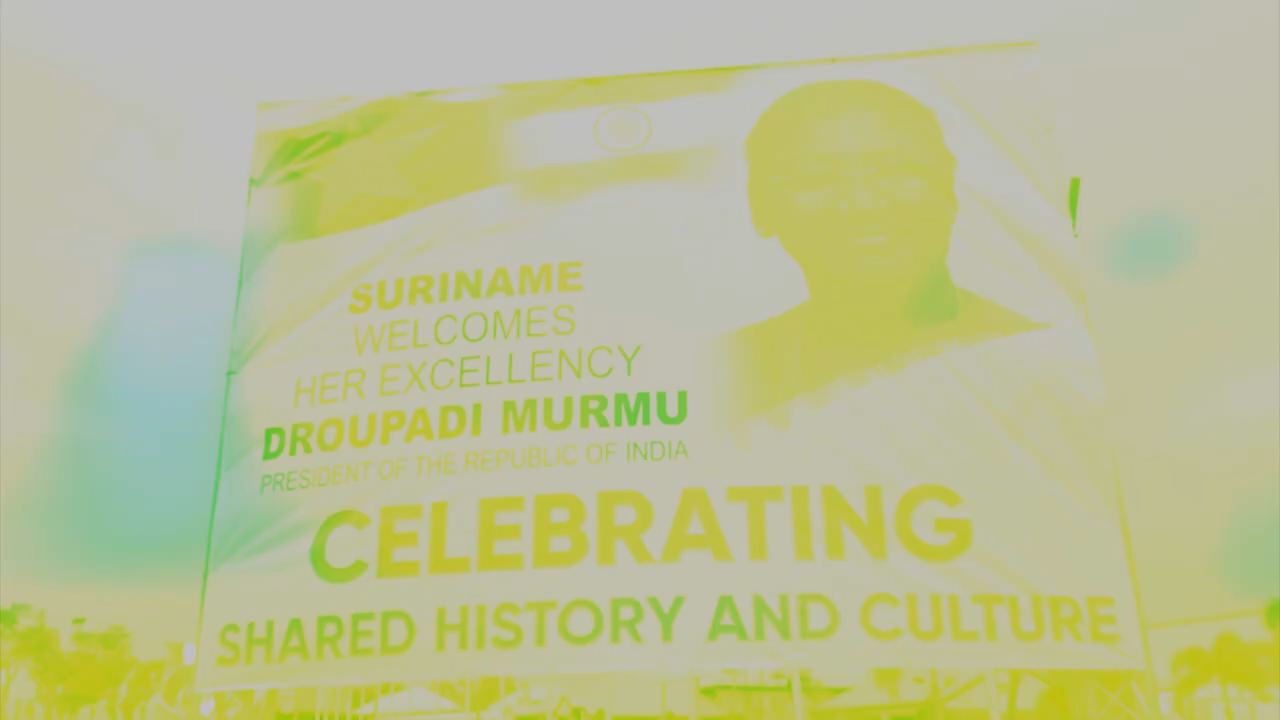 SURINAME
WELCOMES
HER EXCELLENCY
DROUPADI MURMU
PRESIDENT OF THE REPUBLIC OF INDIA
CELEBRATING
SHARED HISTORY AND CULTURE